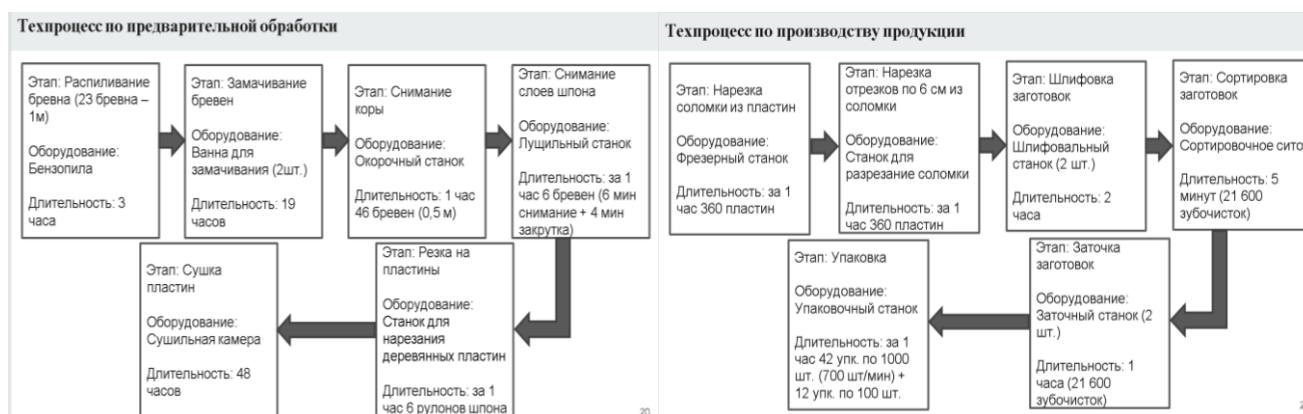 Техпроцесс по предварительной обработки
Этап: Распиливание
бревна (23 бревна –
1м)
Оборудование:
Бензопила
Длительность: 3
часа
Этап: Замачивание
бревен
Оборудование:
Ванна для
замачивания (2шт.)
Длительность: 19
часов
Этап: Снимание
коры
Оборудование:
Окорочный станок
Длительность: 1 час
46 бревен (0,5 м)
Этап: Снимание
слоев шпона
Оборудование:
Лущильный станок
Длительность: за 1
час 6 бревен (6 мин
снимание + 4 мин
закрутка)
Этап: Резка на
пластины
Оборудование:
Станок для
нарезания
деревянных пластин
Длительность: за 1
час 6 рулонов шпона
Этап: Сушка
пластин
Оборудование:
Сушильная камера
Длительность: 48
часов
20
Техпроцесс по производству продукции
Этап: Нарезка
соломки из пластин
Оборудование:
Фрезерный станок
Длительность: за 1
час 360 пластин
Этап: Нарезка
отрезков по 6 см из
соломки
Оборудование:
Станок для
разрезание соломки
Длительность: за 1
час 360 пластин
Этап: Шлифовка
заготовок
Оборудование:
Шлифовальный
станок (2 шт.)
Длительность: 2
часа
Этап: Сортировка
заготовок
Оборудование:
Сортировочное сито
Длительность: 5
минут (21 600
зубочисток)
Этап: Заточка
заготовок
Оборудование:
Заточный станок (2
шт.)
Длительность: 1
часа (21 600
зубочисток)
Этап: Упаковка
Оборудование:
Упаковочный станок
Длительность: за 1
час 42 упк. по 1000
шт. (700 шт/мин) +
12 упк. по 100 шт.